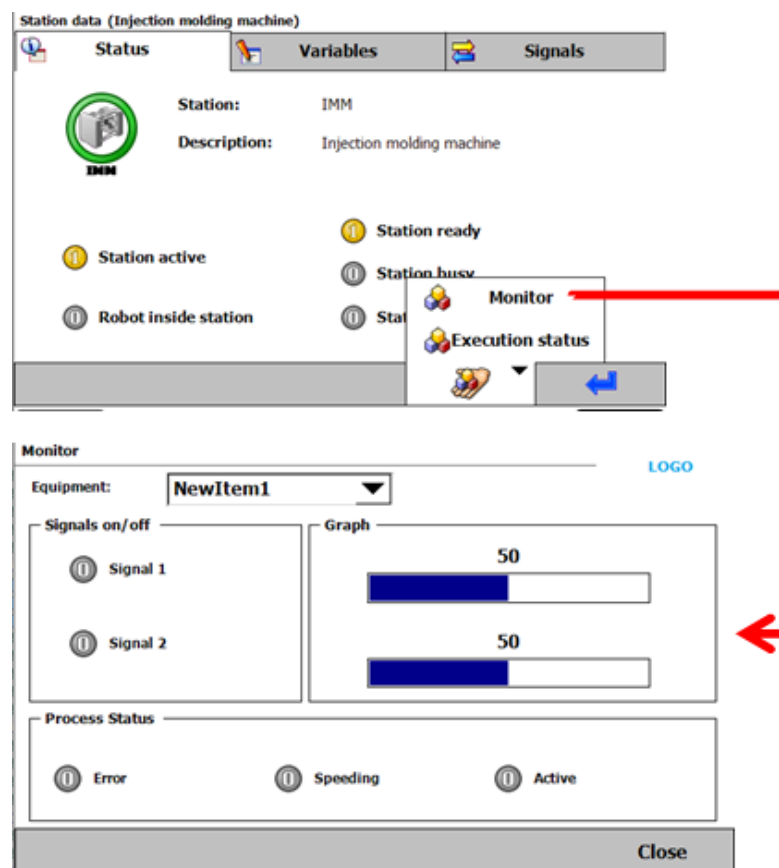 Station data (Injection molding machine)
Status Variables Signals
Station: IMM
Description: Injection molding machine
IMM
Station ready
Station active
Station busy
Robot inside station
Stat
Monitor
Execution status
Monitor
LOGO
Equipment: NewItem1
Signals on/off
Signal 1
Signal 2
Graph
50
50
Process Status
Error Speeding Active
Close